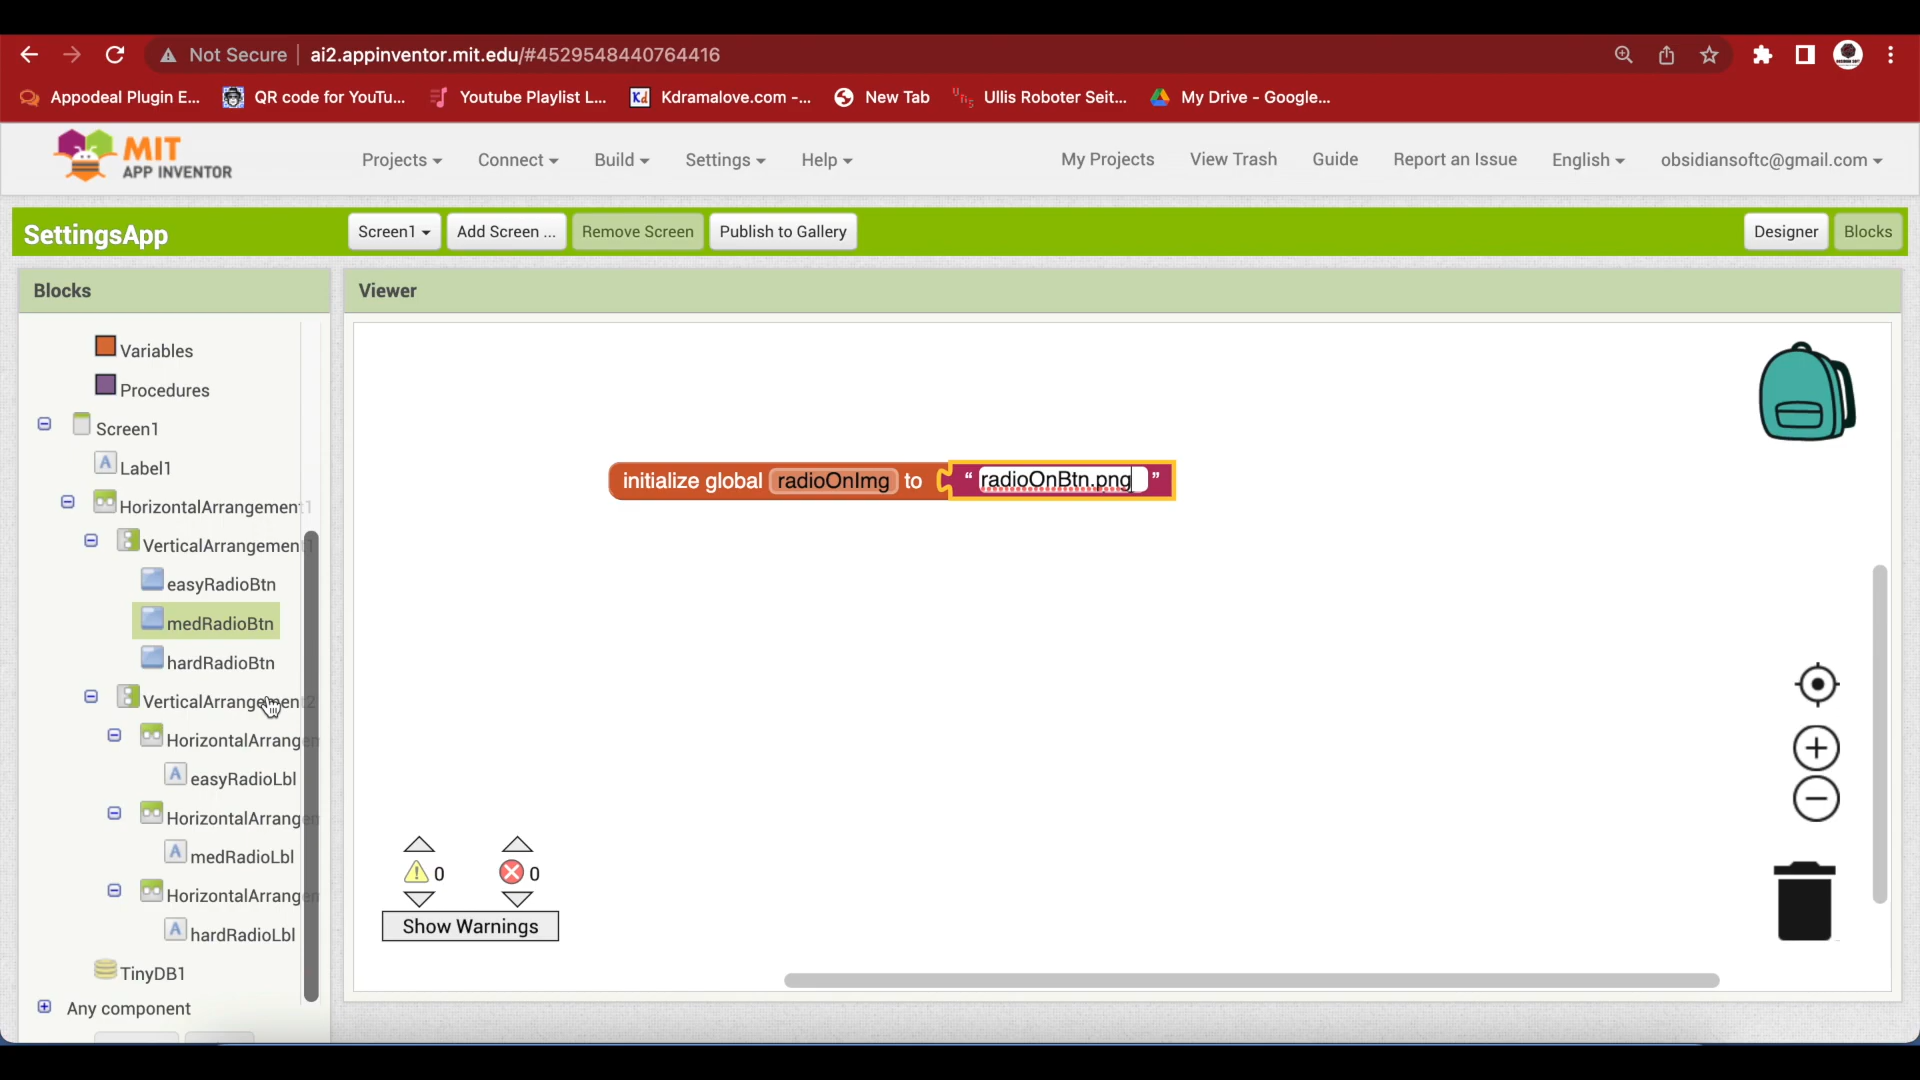 Not Secure | ai2.appinventor.mit.edu/#4529548440764416
Appodeal Plugin E... QR code for YouTu... Youtube Playlist L... Kd Kdramalove.com -... New Tab Ullis Roboter Seit... My Drive - Google...
MIT
APP INVENTOR
Projects Connect Build Settings Help My Projects View Trash Guide Report an Issue English obsidiansoftc@gmail.com
SettingsApp Screen1 Add Screen ... Remove Screen Publish to Gallery Designer Blocks
Blocks Viewer
Variables
Procedures
Screen1
A Label1
initialize global radioOnImg to “ radioOnBtn.png ”
HorizontalArrangement1
VerticalArrangement1
easyRadioBtn
medRadioBtn
hardRadioBtn
VerticalArrangement2
HorizontalArrangem
A easyRadioLbl
HorizontalArrangem
A medRadioLbl
HorizontalArrangem
A hardRadioLbl
0 0
Show Warnings
TinyDB1
Any component